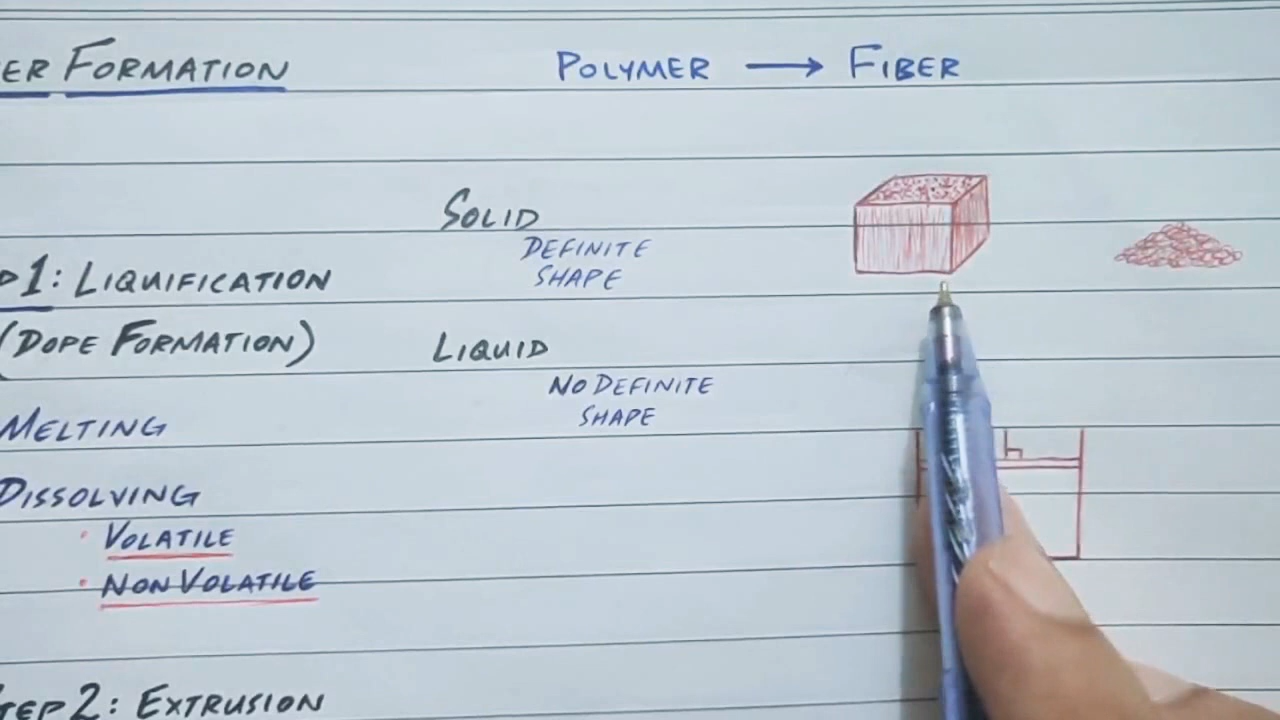 ER FORMATION
POLYMER → FIBER
SOLID
DEFINITE
SHAPE
1: LIQUIFICATION
(DOPE FORMATION)
LIQUID
NO DEFINITE
SHAPE
MELTING
DISSOLVING
• VOLATILE
• NON VOLATILE
TEP 2: EXTRUSION